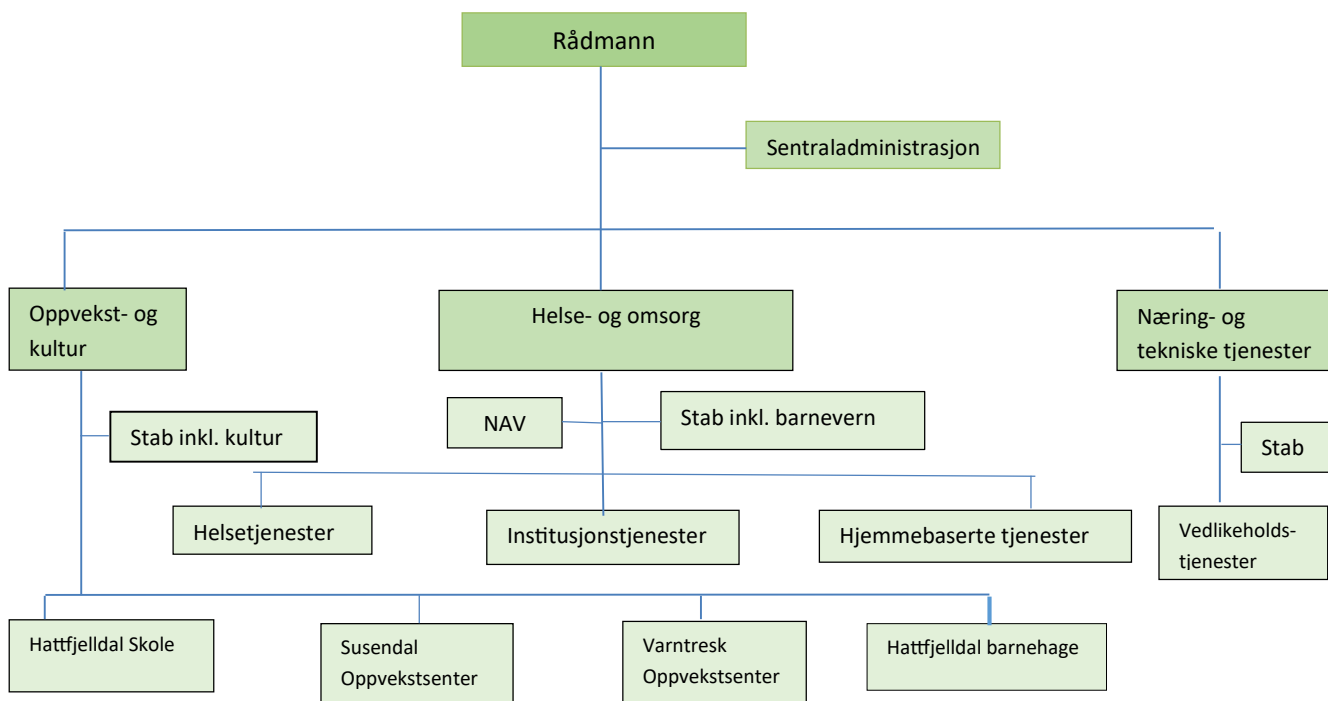 Rådmann
Sentraladministrasjon
Oppvekst- og
kultur
Helse- og omsorg
Næring- og
tekniske tjenester
Stab inkl. kultur
NAV
Stab inkl. barnevern
Stab
Helsetjenester
Institusjonstjenester
Hjemmebaserte tjenester
Vedlikeholds-
tjenester
Hattfjelldal Skole
Susendal
Oppvekstsenter
Varntresk
Oppvekstsenter
Hattfjelldal barnehage